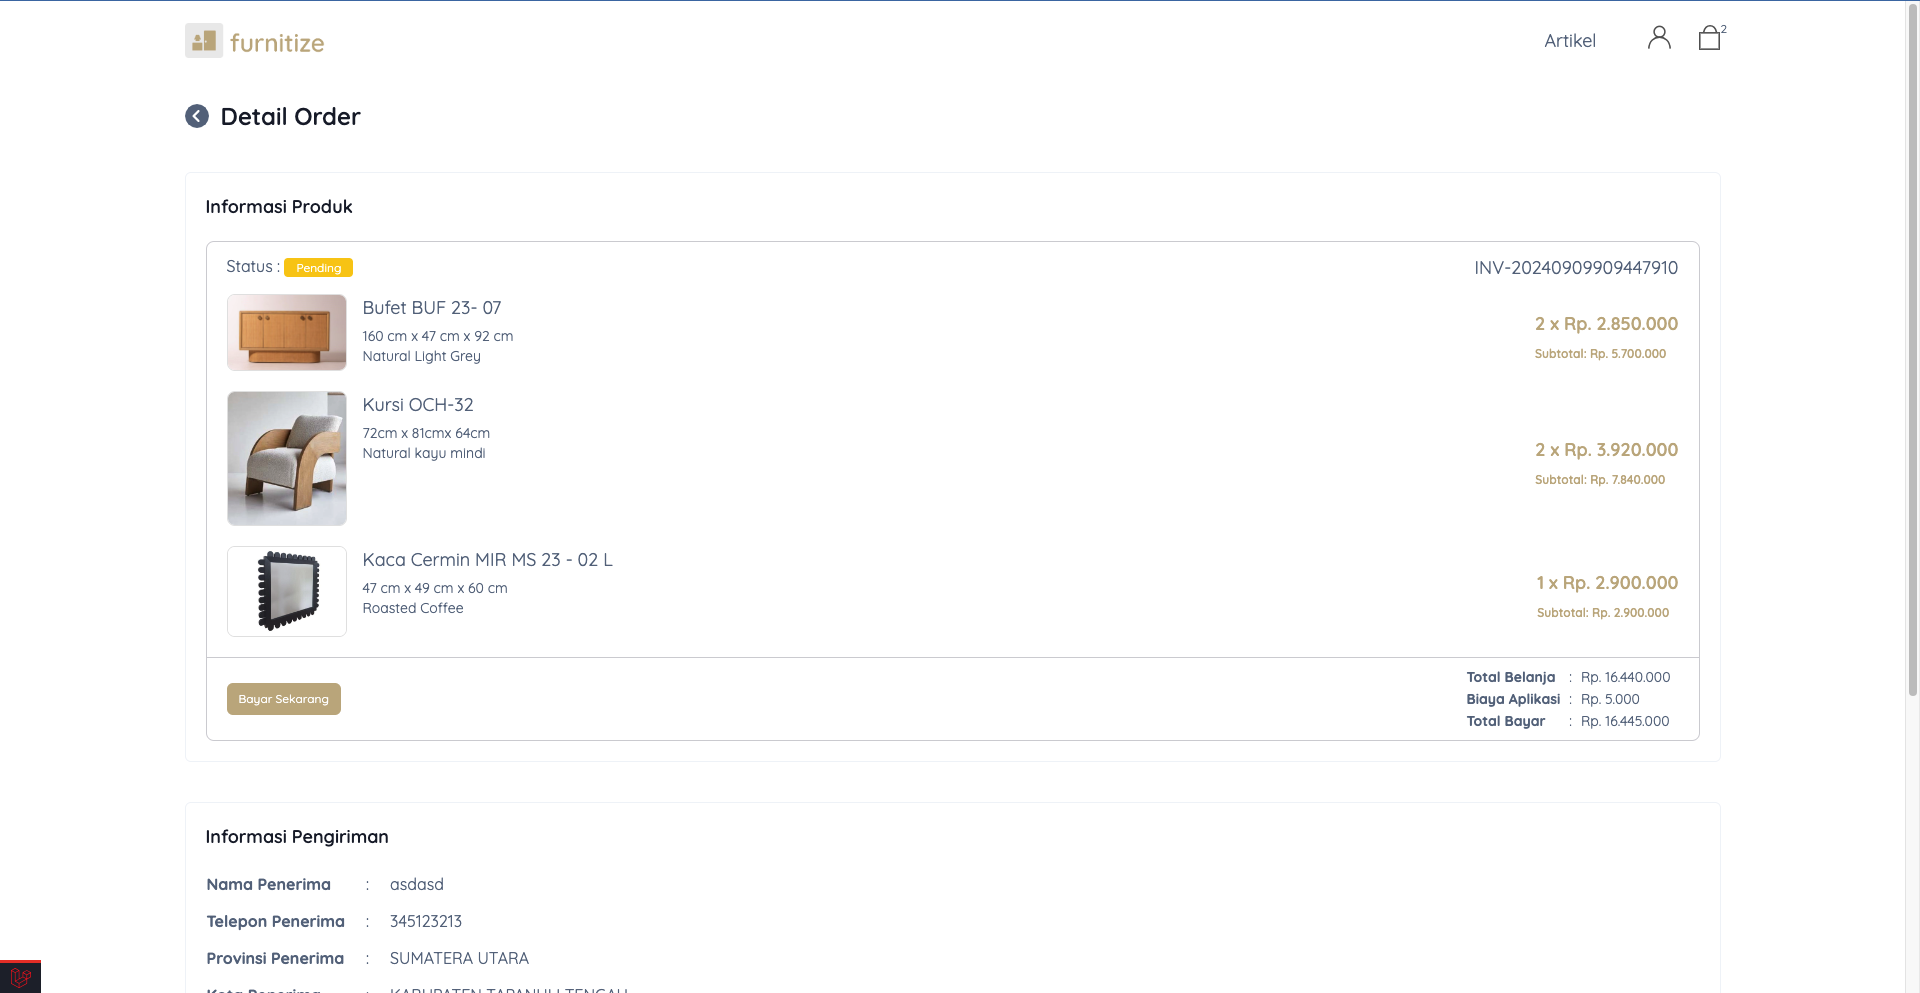 furnitize
Artikel
2
Detail Order
Informasi Produk
Status : Pending
INV-20240909909447910
Bufet BUF 23- 07
160 cm x 47 cm x 92 cm
Natural Light Grey
2 x Rp. 2.850.000
Subtotal: Rp. 5.700.000
Kursi OCH-32
72cm x 81cmx 64cm
Natural kayu mindi
2 x Rp. 3.920.000
Subtotal: Rp. 7.840.000
Kaca Cermin MIR MS 23 - 02 L
47 cm x 49 cm x 60 cm
Roasted Coffee
1 x Rp. 2.900.000
Subtotal: Rp. 2.900.000
Bayar Sekarang
Total Belanja : Rp. 16.440.000
Biaya Aplikasi : Rp. 5.000
Total Bayar : Rp. 16.445.000
Informasi Pengiriman
Nama Penerima : asdasd
Telepon Penerima : 345123213
Provinsi Penerima : SUMATERA UTARA
Kota Penerima : KABUPATEN TAPANULI TENGAH